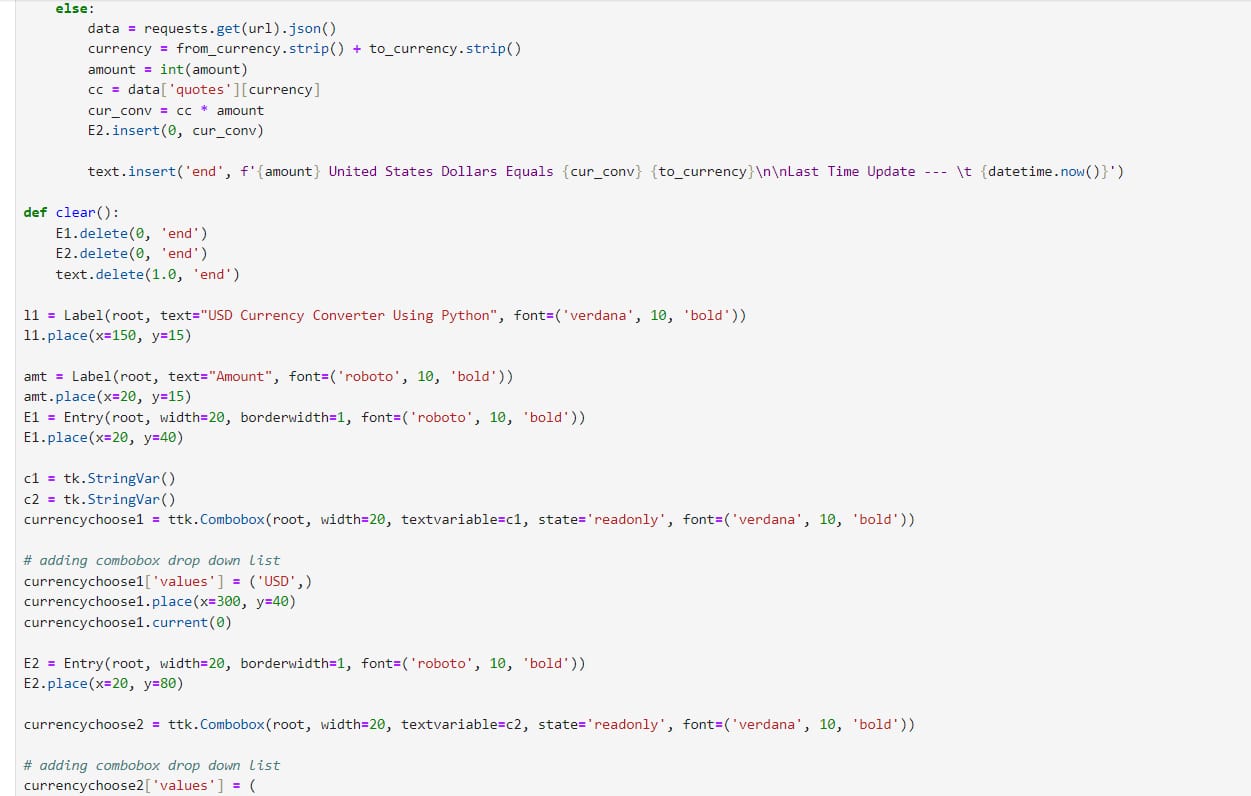 else:
        data = requests.get(url).json()
        currency = from_currency.strip() + to_currency.strip()
        amount = int(amount)
        cc = data['quotes'][currency]
        cur_conv = cc * amount
        E2.insert(0, cur_conv)

        text.insert('end', f'{amount} United States Dollars Equals {cur_conv} {to_currency}\n\nLast Time Update --- \t {datetime.now()}')

def clear():
    E1.delete(0, 'end')
    E2.delete(0, 'end')
    text.delete(1.0, 'end')

l1 = Label(root, text="USD Currency Converter Using Python", font=('verdana', 10, 'bold'))
l1.place(x=150, y=15)

amt = Label(root, text="Amount", font=('roboto', 10, 'bold'))
amt.place(x=20, y=15)
E1 = Entry(root, width=20, borderwidth=1, font=('roboto', 10, 'bold'))
E1.place(x=20, y=40)

c1 = tk.StringVar()
c2 = tk.StringVar()
currencychoose1 = ttk.Combobox(root, width=20, textvariable=c1, state='readonly', font=('verdana', 10, 'bold'))

# adding combobox drop down list
currencychoose1['values'] = ('USD',)
currencychoose1.place(x=300, y=40)
currencychoose1.current(0)

E2 = Entry(root, width=20, borderwidth=1, font=('roboto', 10, 'bold'))
E2.place(x=20, y=80)

currencychoose2 = ttk.Combobox(root, width=20, textvariable=c2, state='readonly', font=('verdana', 10, 'bold'))

# adding combobox drop down list
currencychoose2['values'] = (